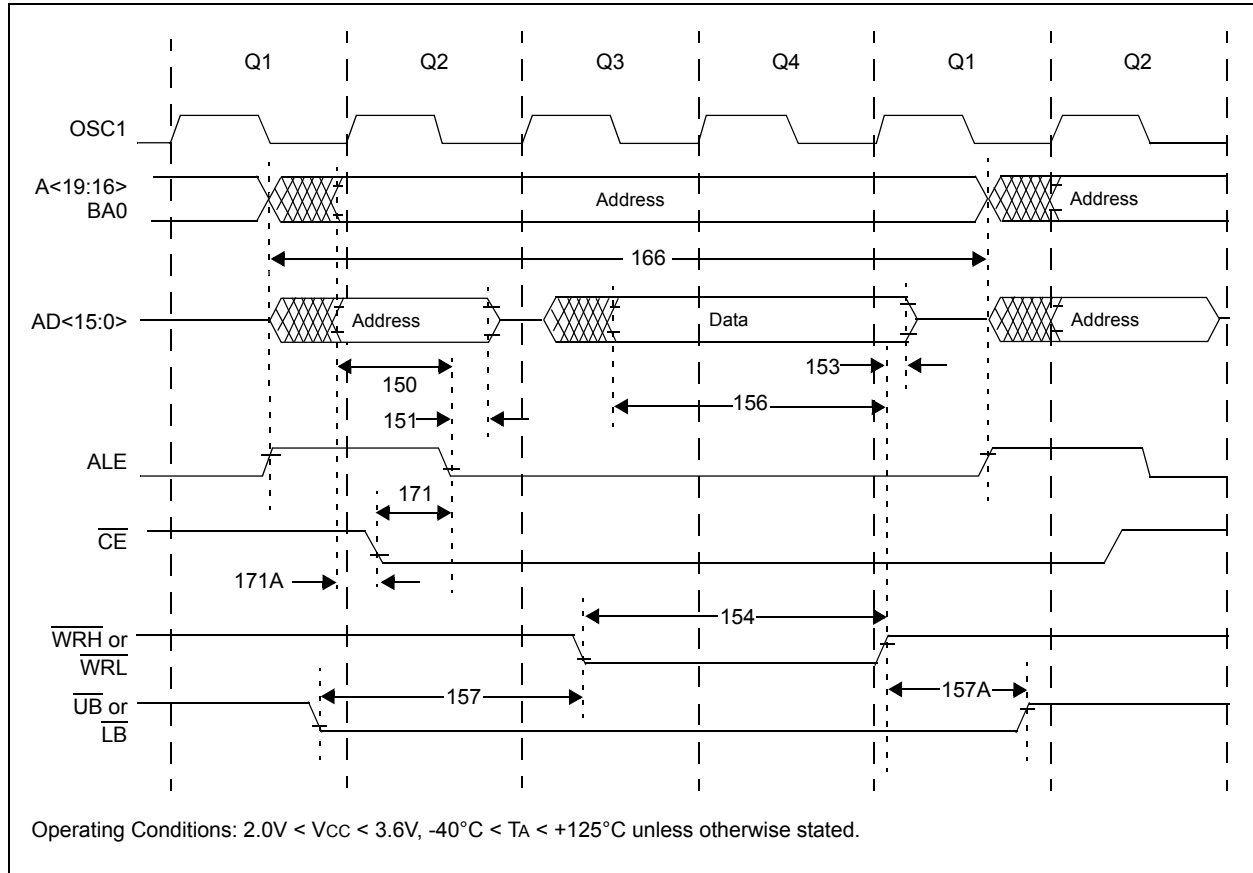 Q1 Q2 Q3 Q4 Q1 Q2
OSC1
A<19:16>
BA0
Address
Address
166
AD<15:0>
Address
Data
Address
150
153
151
156
ALE
171
CE
171A
154
WRH or
WRL
157
157A
UB or
LB
Operating Conditions: 2.0V < VCC < 3.6V, -40°C < TA < +125°C unless otherwise stated.